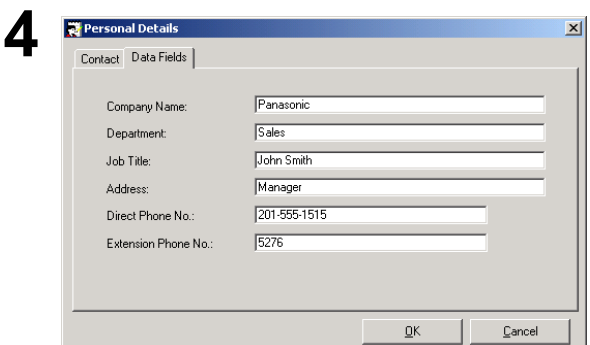 4
Personal Details
Contact Data Fields
Company Name: Panasonic
Department: Sales
Job Title: John Smith
Address: Manager
Direct Phone No.: 201-555-1515
Extension Phone No.: 5276
OK Cancel